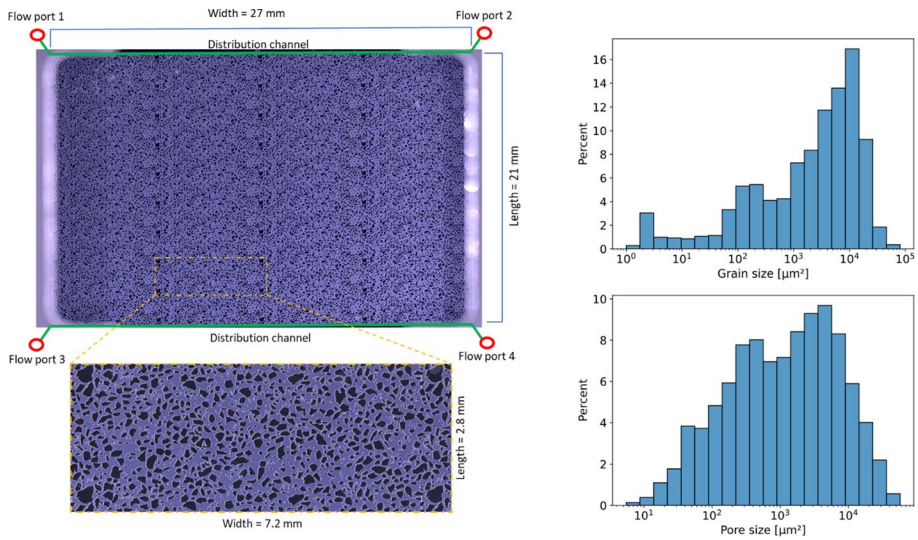 Flow port 1
Width = 27 mm
Flow port 2
Distribution channel
Length = 21 mm
Distribution channel
Flow port 3
Flow port 4
Length = 2.8 mm
Width = 7.2 mm
16
14
12
10
8
6
4
2
0
Percent
10⁰ 10¹ 10² 10³ 10⁴ 10⁵
Grain size [µm²]
10
8
6
4
2
0
Percent
10¹ 10² 10³ 10⁴
Pore size [µm²]